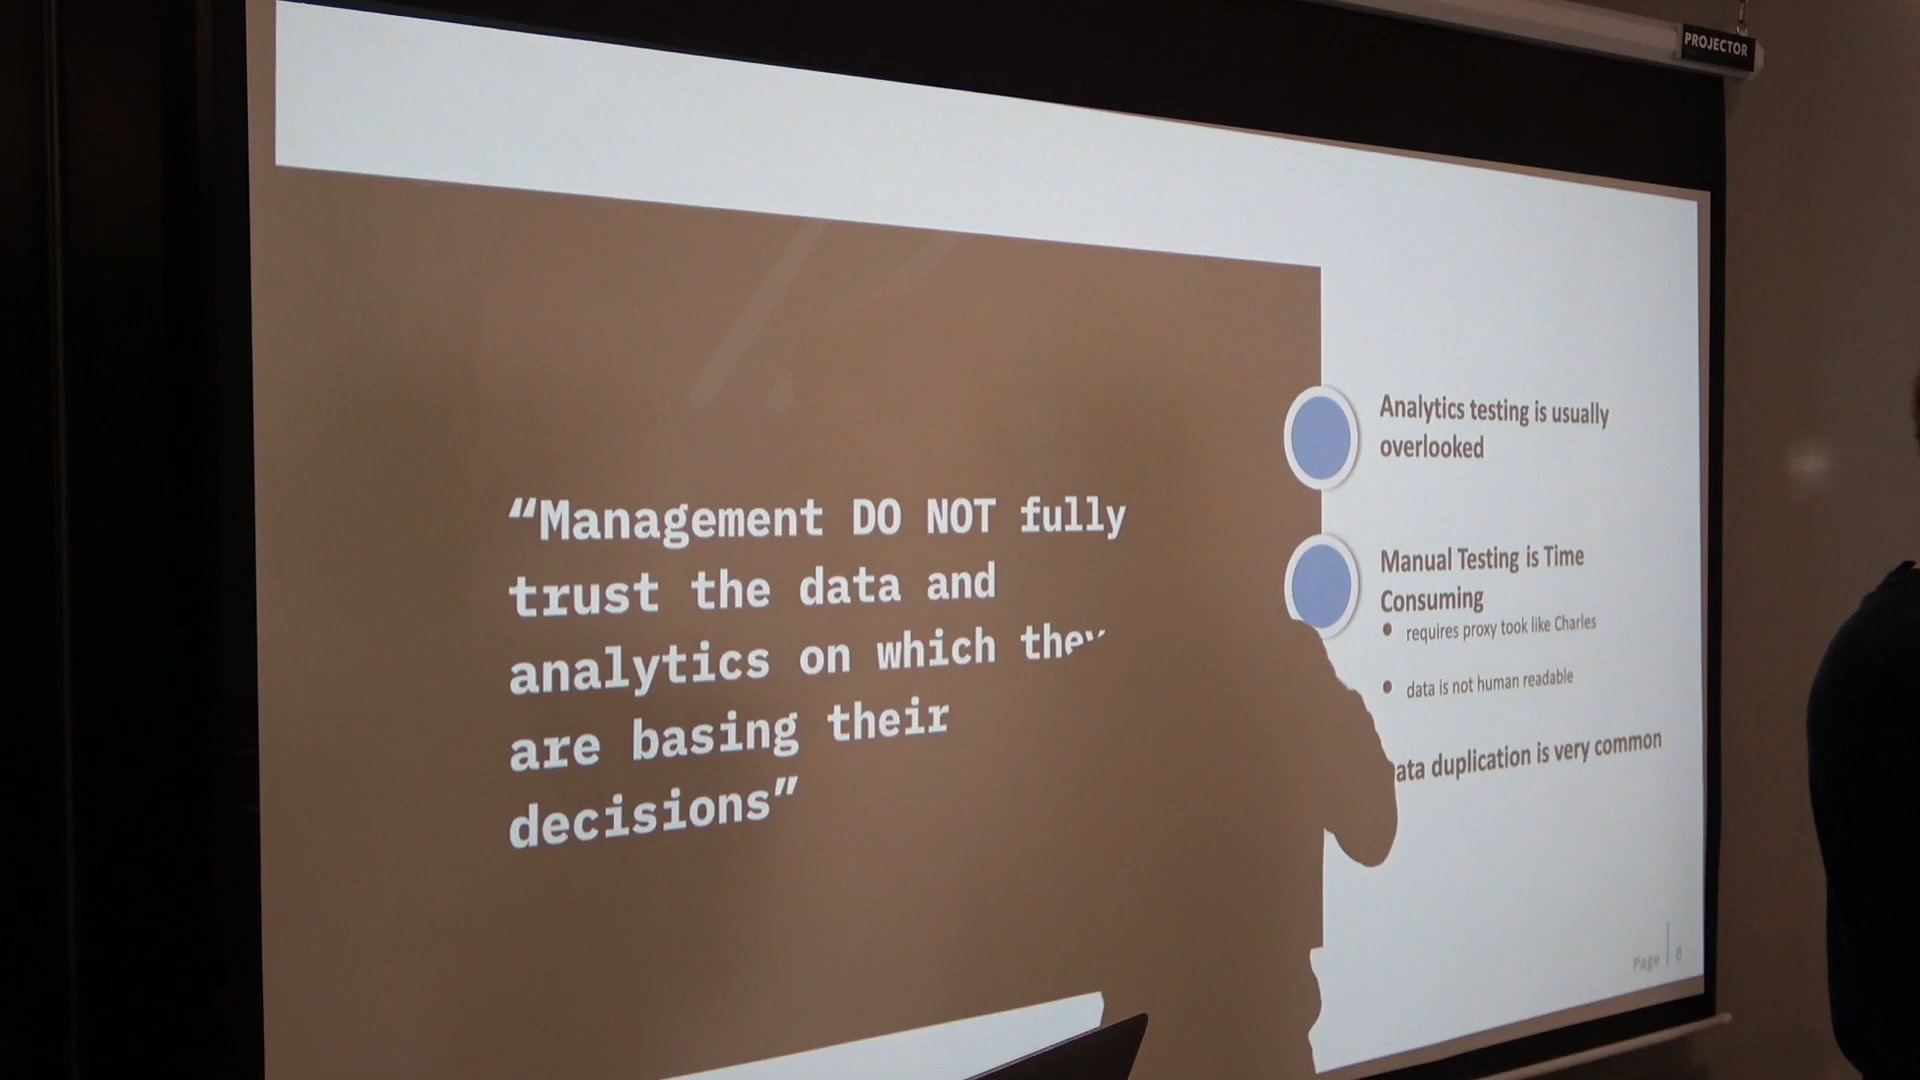 PROJECTOR
“Management DO NOT fully
trust the data and
analytics on which they
are basing their
decisions”
Analytics testing is usually
overlooked
Manual Testing is Time
Consuming
requires proxy took like Charles
data is not human readable
ata duplication is very common
Page 8